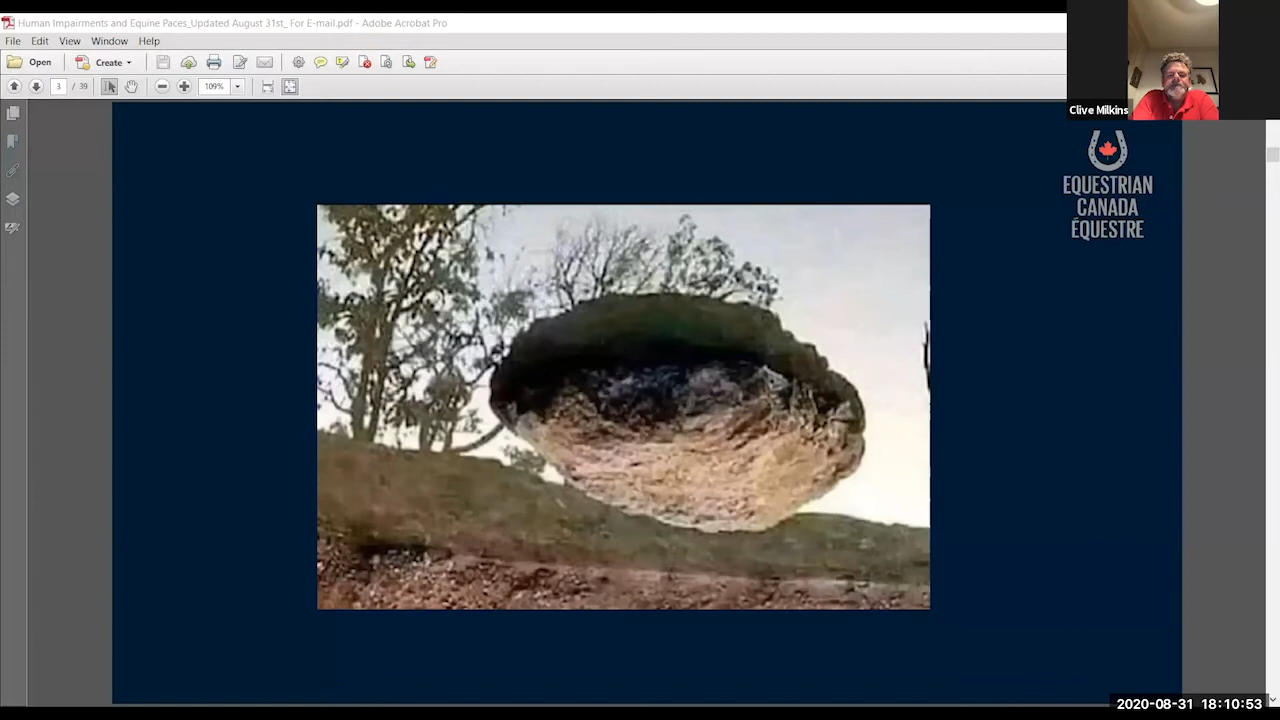 Human Impairments and Equine Paces_Updated August 31st_ For E-mail.pdf - Adobe Acrobat Pro
File Edit View Window Help
Open Create
3 / 39 109%
Clive Milkins
EQUESTRIAN
CANADA
ÉQUESTRE
2020-08-31 18:10:53